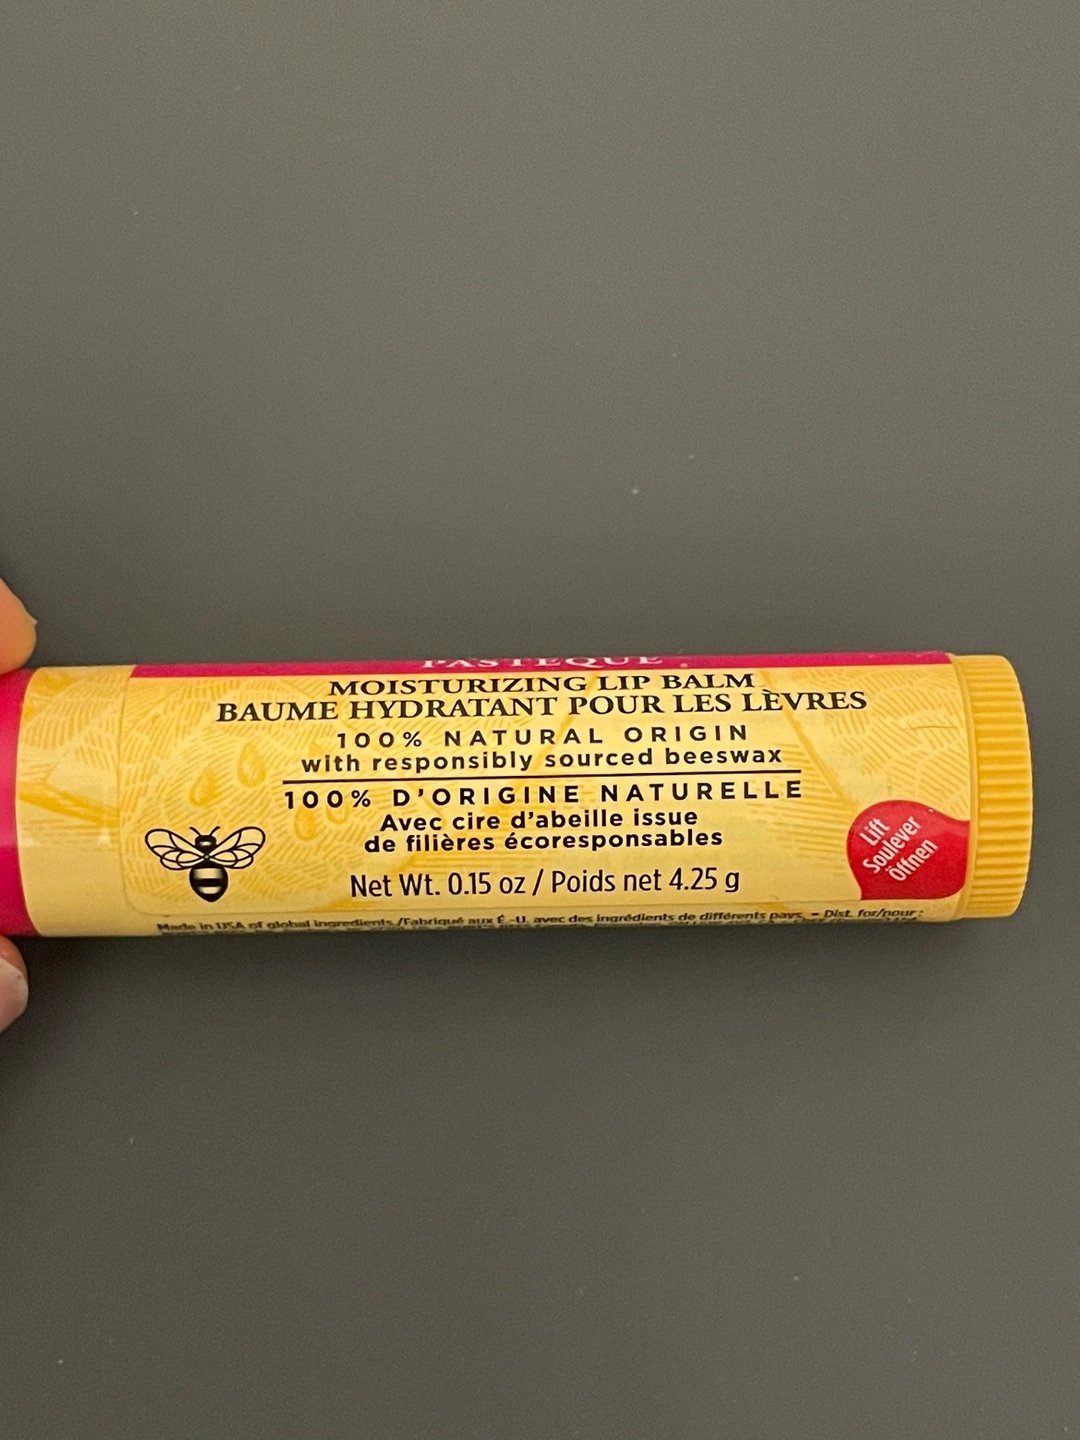 PASTÈQUE
MOISTURIZING LIP BALM
BAUME HYDRATANT POUR LES LÈVRES
100% NATURAL ORIGIN
with responsibly sourced beeswax
100% D'ORIGINE NATURELLE
Avec cire d'abeille issue
de filières écoresponsables
Net Wt. 0.15 oz / Poids net 4.25 g
Lift
Soulever
Öffnen
Made in USA of global ingredients /Fabriqué aux É.-U. avec des ingrédients de différents pays. – Dist. for/pour :